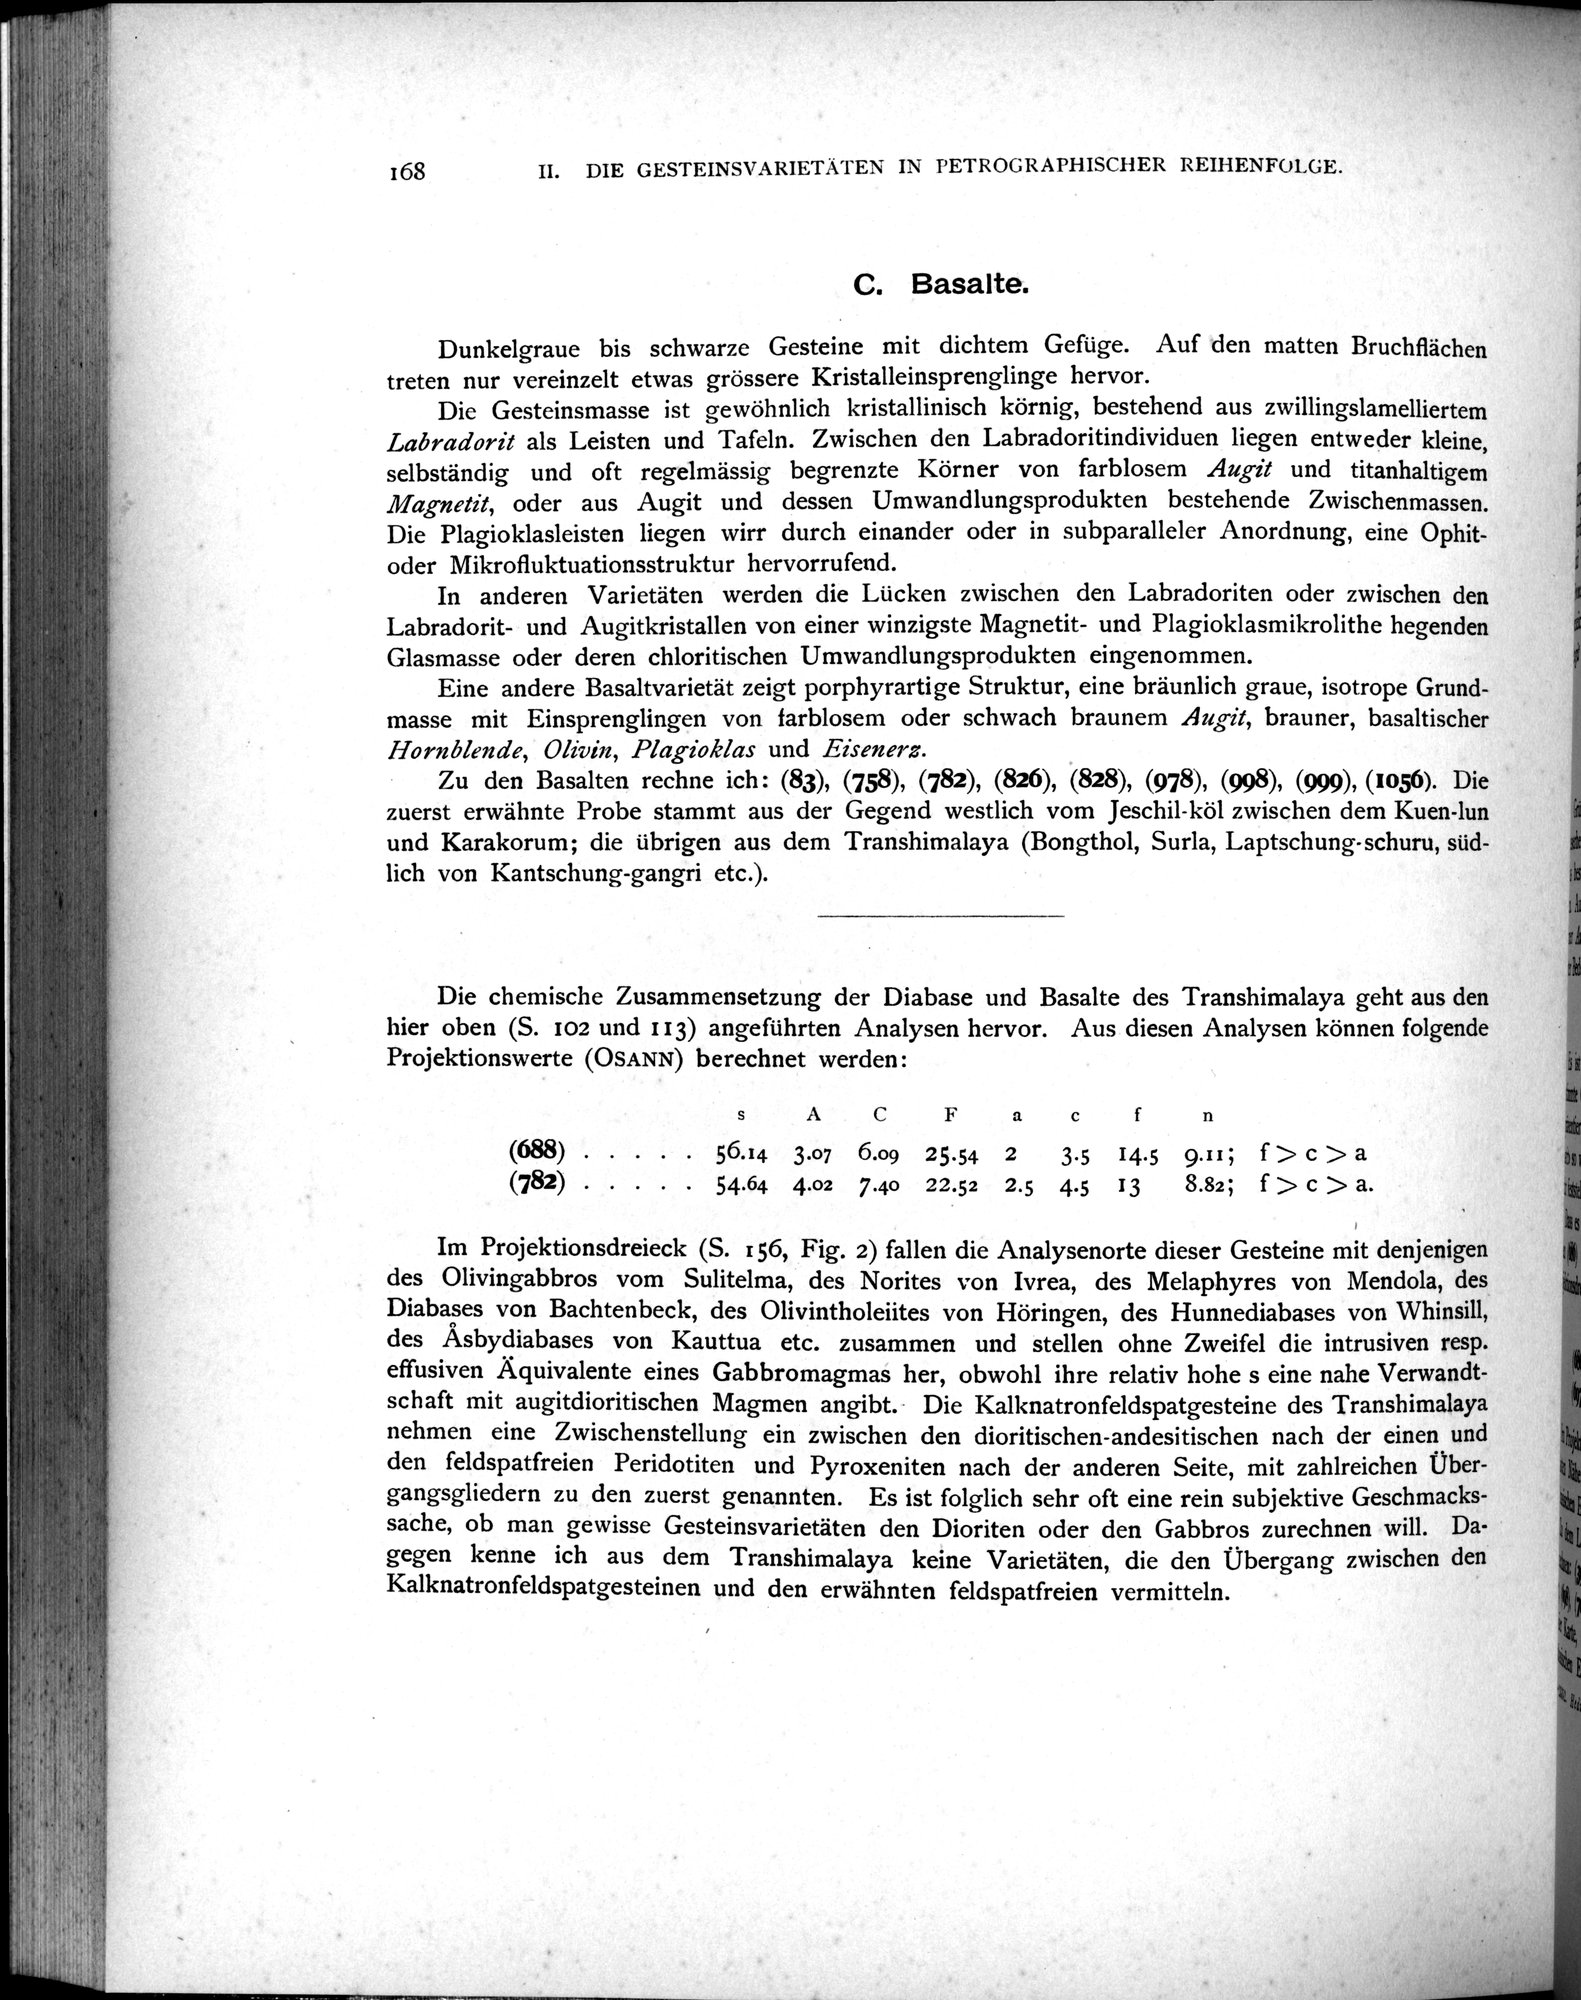 168 II. DIE GESTEINSVARIETÄTEN IN PETROGRAPHISCHER REIHENFOLGE.
C. Basalte.
Dunkelgraue bis schwarze Gesteine mit dichtem Gefüge. Auf den matten Bruchflächen
treten nur vereinzelt etwas grössere Kristalleinsprenglinge hervor.
Die Gesteinsmasse ist gewöhnlich kristallinisch körnig, bestehend aus zwillingslamelliertem
Labradorit als Leisten und Tafeln. Zwischen den Labradoritindividuen liegen entweder kleine,
selbständig und oft regelmässig begrenzte Körner von farblosem Augit und titanhaltigem
Magnetit, oder aus Augit und dessen Umwandlungsprodukten bestehende Zwischenmassen.
Die Plagioklasleisten liegen wirr durch einander oder in subparalleler Anordnung, eine Ophit-
oder Mikrofluktuationsstruktur hervorrufend.
In anderen Varietäten werden die Lücken zwischen den Labradoriten oder zwischen den
Labradorit- und Augitkristallen von einer winzigste Magnetit- und Plagioklasmikrolithe hegenden
Glasmasse oder deren chloritischen Umwandlungsprodukten eingenommen.
Eine andere Basaltvarietät zeigt porphyrartige Struktur, eine bräunlich graue, isotrope Grund-
masse mit Einsprenglingen von farblosem oder schwach braunem Augit, brauner, basaltischer
Hornblende, Olivin, Plagioklas und Eisenerz.
Zu den Basalten rechne ich: (83), (758), (782), (826), (828), (978), (998), (999), (1056). Die
zuerst erwähnte Probe stammt aus der Gegend westlich vom Jeschil-köl zwischen dem Kuen-lun
und Karakorum; die übrigen aus dem Transhimalaya (Bongthol, Surla, Laptschung-schuru, süd-
lich von Kantschung-gangri etc.).
Die chemische Zusammensetzung der Diabase und Basalte des Transhimalaya geht aus den
hier oben (S. 102 und 113) angeführten Analysen hervor. Aus diesen Analysen können folgende
Projektionswerte (OSANN) berechnet werden:
s A C F a c f n
(688) . . . . . 56.14 3.07 6.09 25.54 2 3.5 14.5 9.11; f > c > a
(782) . . . . . 54.64 4.02 7.40 22.52 2.5 4.5 13 8.82; f > c > a.
Im Projektionsdreieck (S. 156, Fig. 2) fallen die Analysenorte dieser Gesteine mit denjenigen
des Olivingabbros vom Sulitelma, des Norites von Ivrea, des Melaphyres von Mendola, des
Diabases von Bachtenbeck, des Olivintholeiites von Höringen, des Hunnediabases von Whinsill,
des Åsbydiabases von Kauttua etc. zusammen und stellen ohne Zweifel die intrusiven resp.
effusiven Äquivalente eines Gabbromagmas her, obwohl ihre relativ hohe s eine nahe Verwandt-
schaft mit augitdioritischen Magmen angibt. Die Kalknatronfeldspatgesteine des Transhimalaya
nehmen eine Zwischenstellung ein zwischen den dioritischen-andesitischen nach der einen und
den feldspatfreien Peridotiten und Pyroxeniten nach der anderen Seite, mit zahlreichen Über-
gangsgliedern zu den zuerst genannten. Es ist folglich sehr oft eine rein subjektive Geschmacks-
sache, ob man gewisse Gesteinsvarietäten den Dioriten oder den Gabbros zurechnen will. Da-
gegen kenne ich aus dem Transhimalaya keine Varietäten, die den Übergang zwischen den
Kalknatronfeldspatgesteinen und den erwähnten feldspatfreien vermitteln.